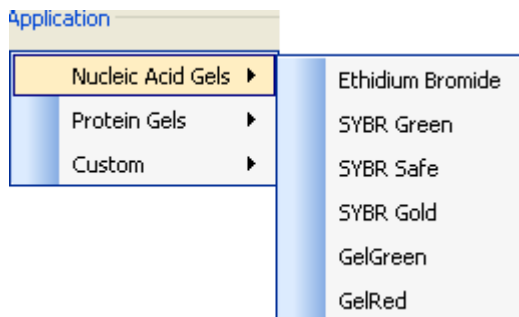 Application
Nucleic Acid Gels
Protein Gels
Custom
Ethidium Bromide
SYBR Green
SYBR Safe
SYBR Gold
GelGreen
GelRed